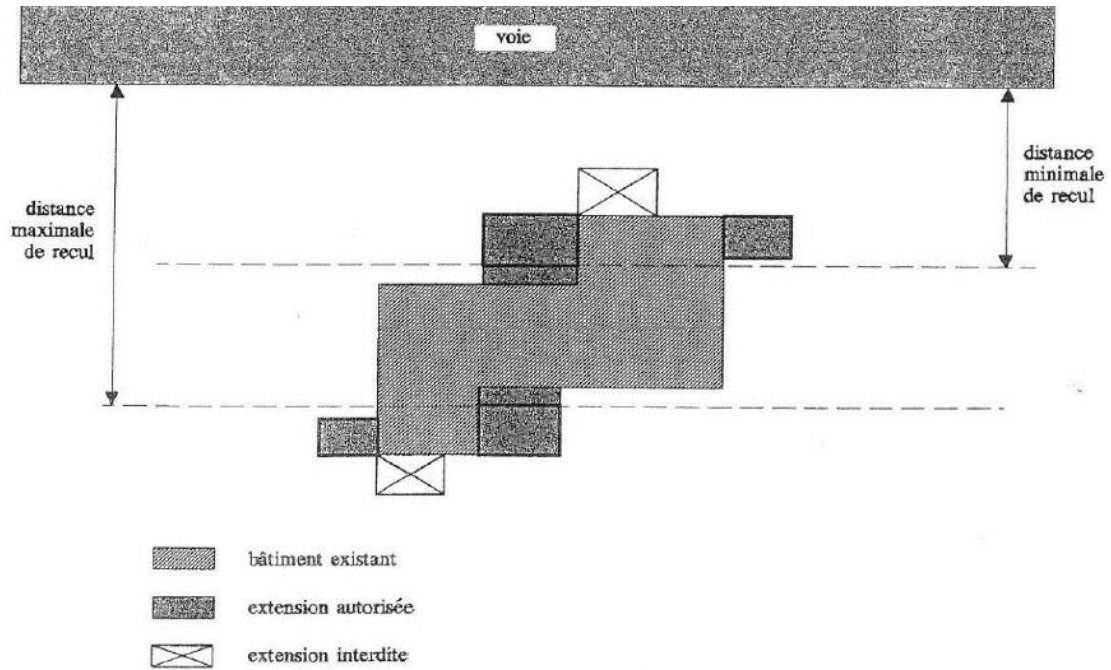 voie
distance
maximale
de recul
distance
minimale
de recul
bâtiment existant
extension autorisée
extension interdite